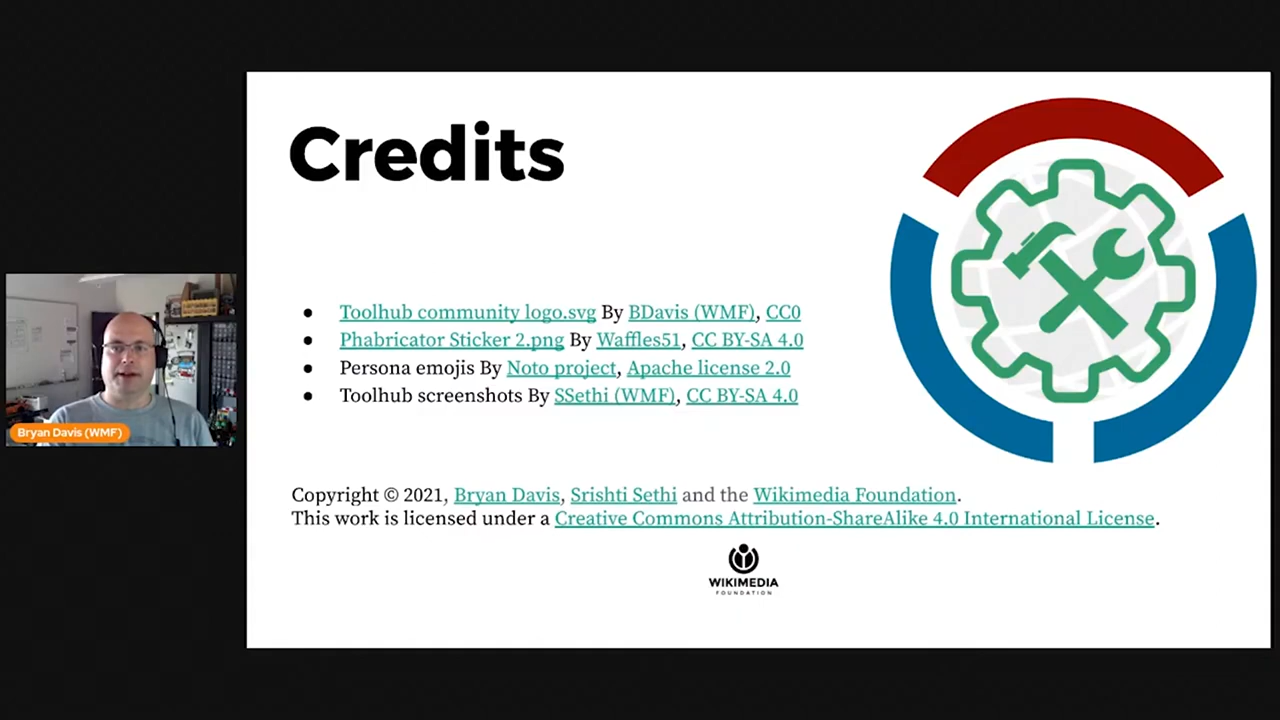 Credits
● Toolhub community logo.svg By BDavis (WMF), CC0
● Phabricator Sticker 2.png By Waffles51, CC BY-SA 4.0
● Persona emojis By Noto project, Apache license 2.0
● Toolhub screenshots By SSethi (WMF), CC BY-SA 4.0
Bryan Davis (WMF)
Copyright © 2021, Bryan Davis, Srishti Sethi and the Wikimedia Foundation.
This work is licensed under a Creative Commons Attribution-ShareAlike 4.0 International License.
WIKIMEDIA
FOUNDATION